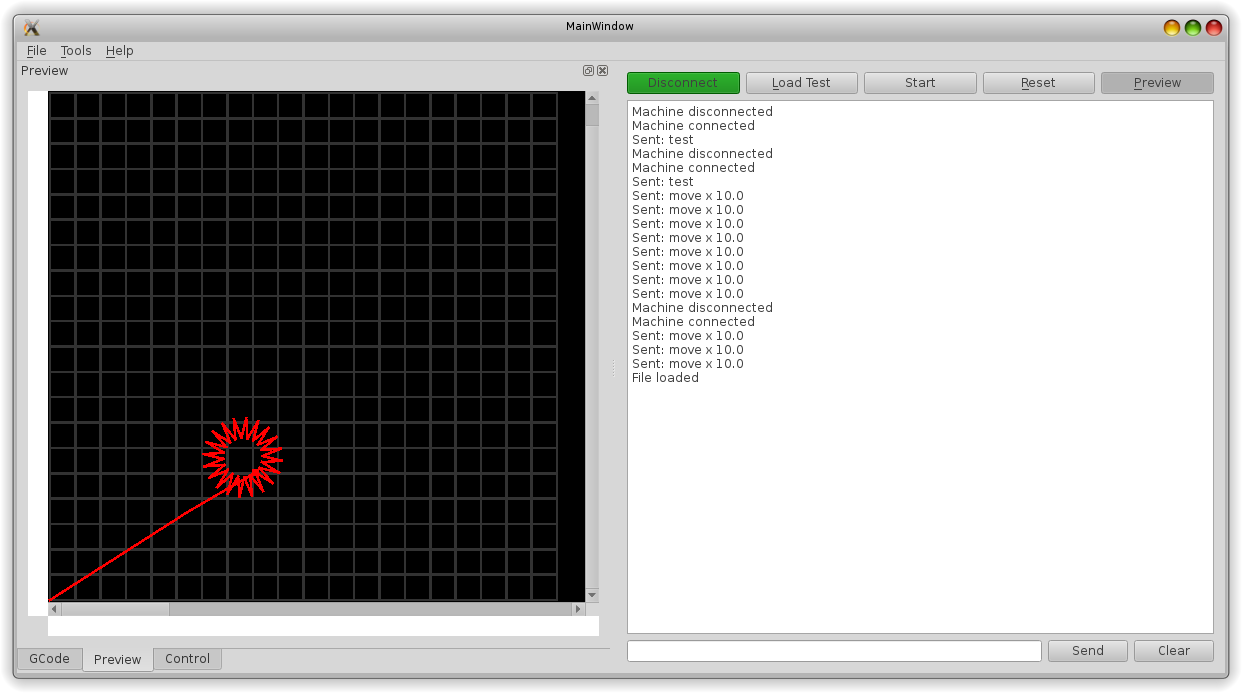 MainWindow
File Tools Help
Preview
Disconnect Load Test Start Reset Preview
Machine disconnected
Machine connected
Sent: test
Machine disconnected
Machine connected
Sent: test
Sent: move x 10.0
Sent: move x 10.0
Sent: move x 10.0
Sent: move x 10.0
Sent: move x 10.0
Sent: move x 10.0
Sent: move x 10.0
Sent: move x 10.0
Machine disconnected
Machine connected
Sent: move x 10.0
Sent: move x 10.0
Sent: move x 10.0
File loaded
Send Clear
GCode Preview Control